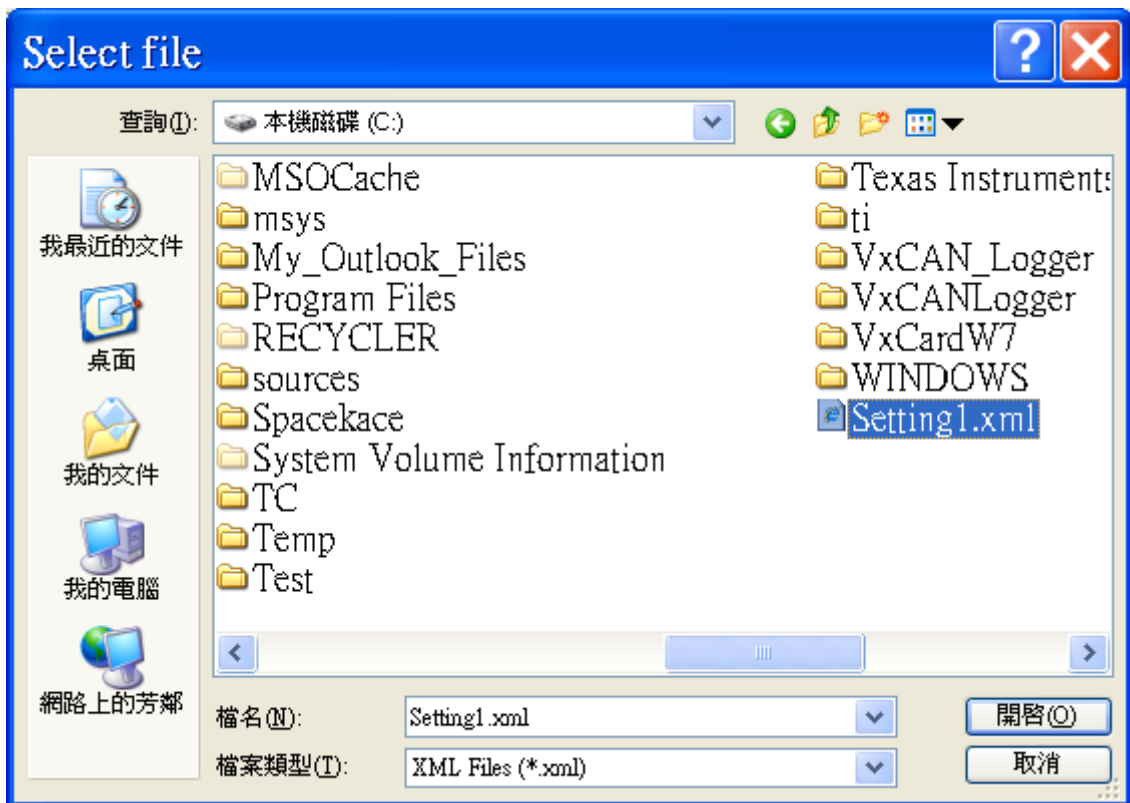 Select file
查詢(I):
本機磁碟 (C:)
我最近的文件
桌面
我的文件
我的電腦
網路上的芳鄰
MSOCache
msys
My_Outlook_Files
Program Files
RECYCLER
sources
Spacekace
System Volume Information
TC
Temp
Test
Texas Instruments
ti
VxCAN_Logger
VxCANLogger
VxCardW7
WINDOWS
Setting1.xml
檔名(N):
Setting1.xml
開啓(O)
檔案類型(T):
XML Files (*.xml)
取消